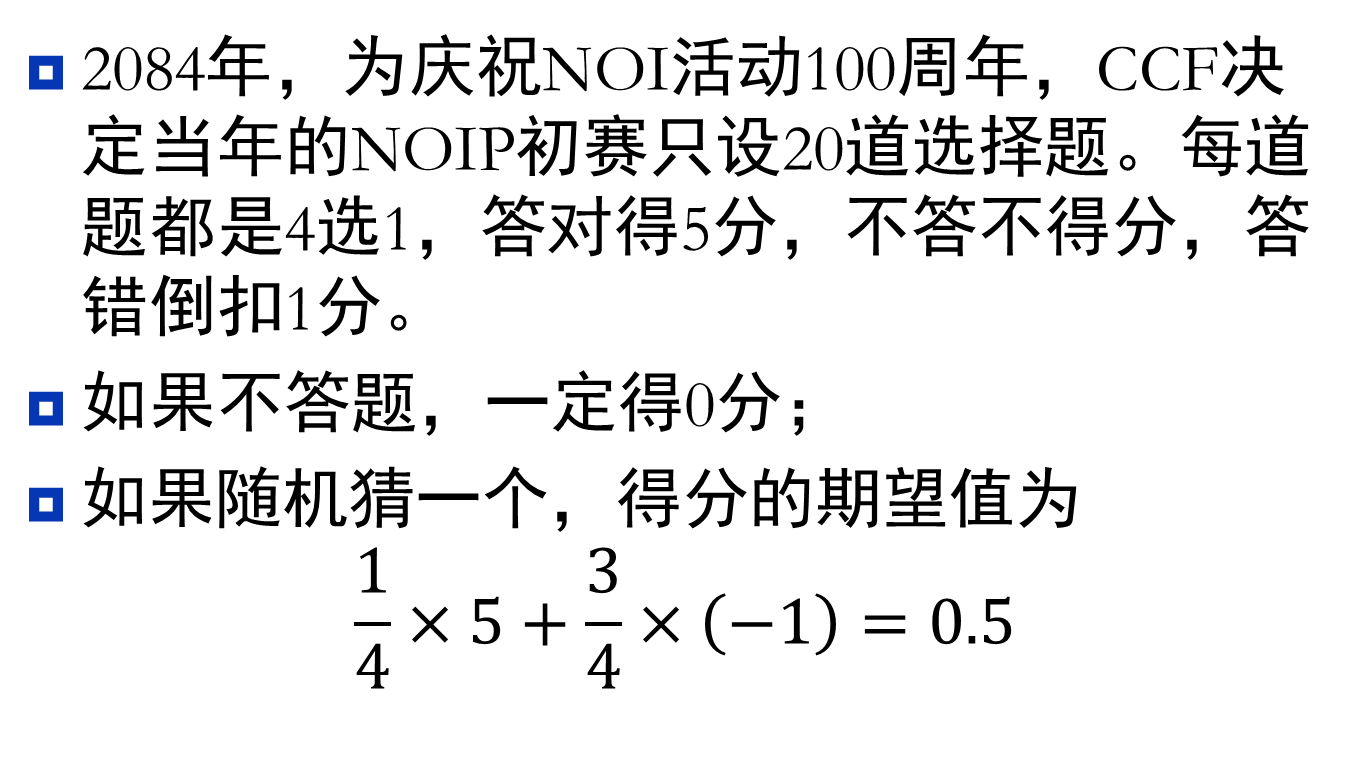 2084年，为庆祝NOI活动100周年，CCF决
定当年的NOIP初赛只设20道选择题。每道
题都是4选1，答对得5分，不答不得分，答
错倒扣1分。
如果不答题，一定得0分；
如果随机猜一个，得分的期望值为
1/4 × 5 + 3/4 × (−1) = 0.5